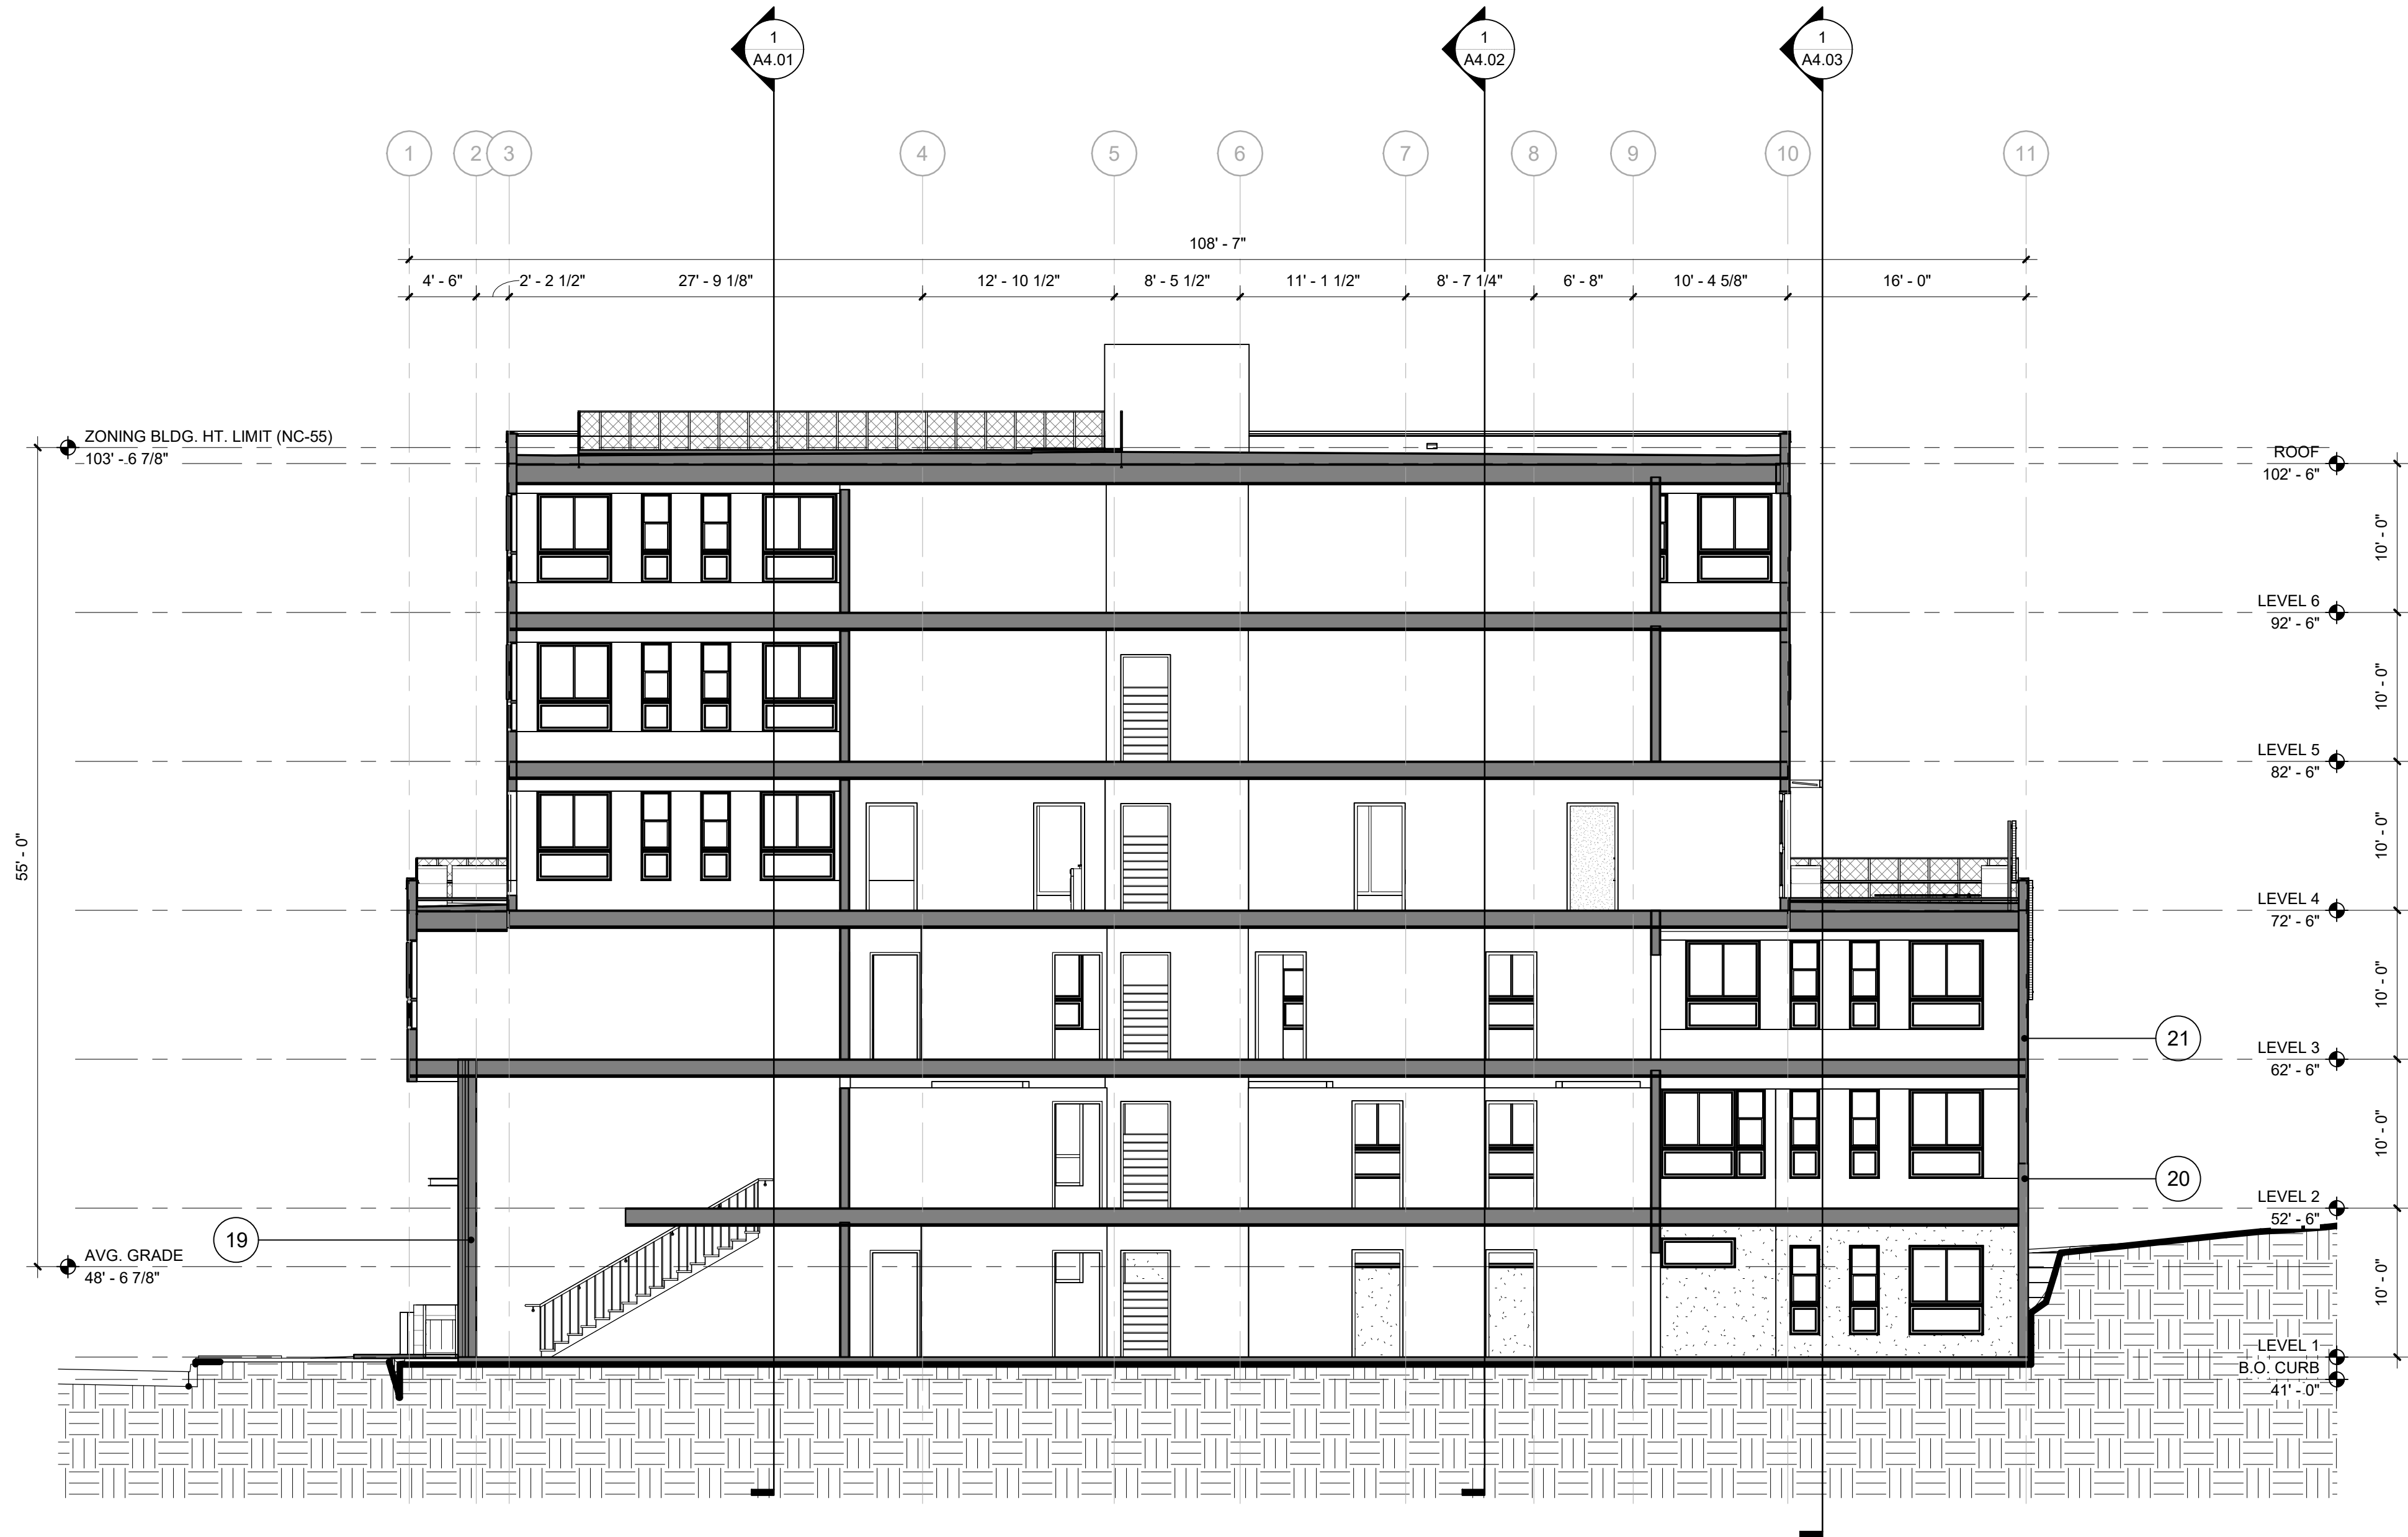 1
A4.01
1
A4.02
1
A4.03
1
2
3
4
5
6
7
8
9
10
11
108' - 7"
4' - 6"
2' - 2 1/2"
27' - 9 1/8"
12' - 10 1/2"
8' - 5 1/2"
11' - 1 1/2"
8' - 7 1/4"
6' - 8"
10' - 4 5/8"
16' - 0"
ZONING BLDG. HT. LIMIT (NC-55)
103' - 6 7/8"
ROOF
102' - 6"
10' - 0"
LEVEL 6
92' - 6"
10' - 0"
LEVEL 5
82' - 6"
55' - 0"
10' - 0"
LEVEL 4
72' - 6"
10' - 0"
21
LEVEL 3
62' - 6"
10' - 0"
20
LEVEL 2
52' - 6"
19
AVG. GRADE
48' - 6 7/8"
10' - 0"
LEVEL 1
B.O. CURB
41' - 0"